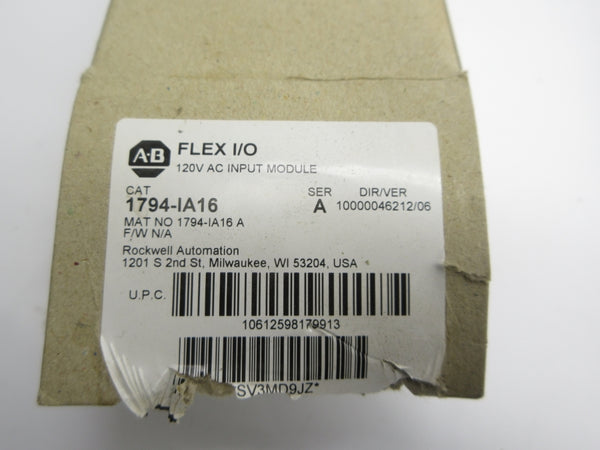 A-B FLEX I/O
120V AC INPUT MODULE
CAT SER DIR/VER
1794-IA16 A 10000046212/06
MAT NO 1794-IA16 A
F/W N/A
Rockwell Automation
1201 S 2nd St, Milwaukee, WI 53204, USA
U.P.C.
10612598179913
SV3MD9JZ*